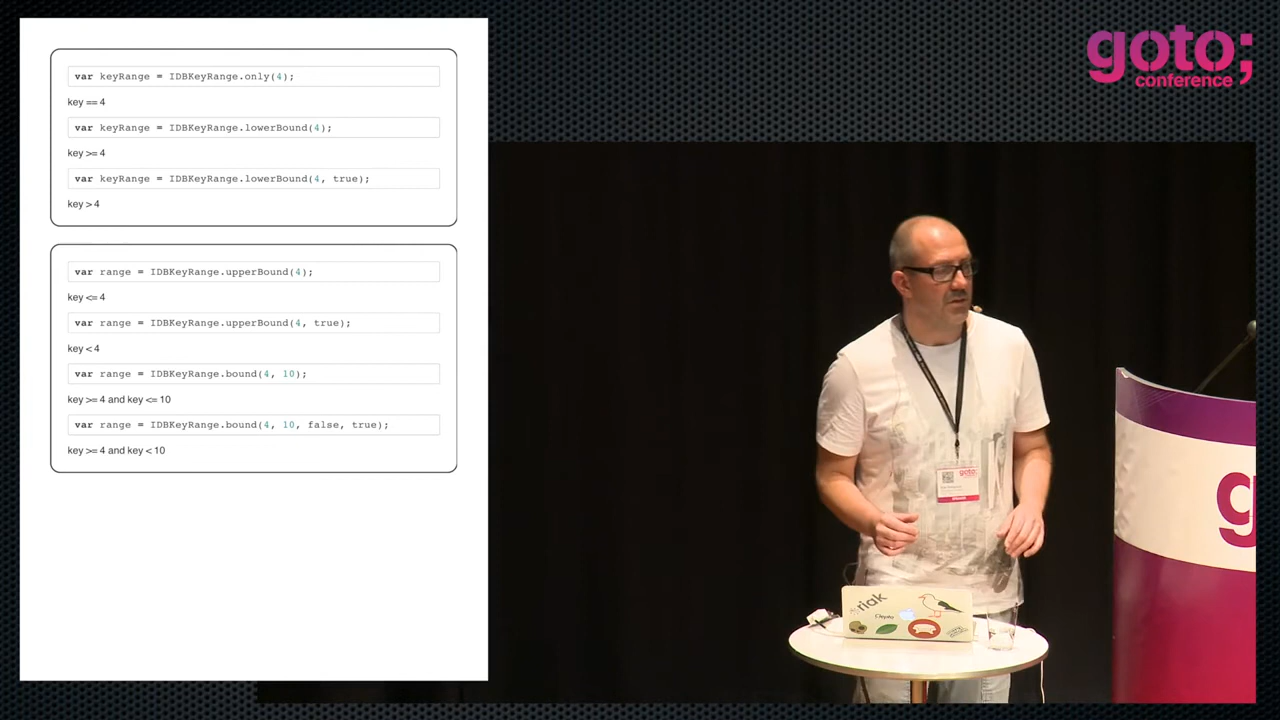 var keyRange = IDBKeyRange.only(4);
key == 4
var keyRange = IDBKeyRange.lowerBound(4);
key >= 4
var keyRange = IDBKeyRange.lowerBound(4, true);
key > 4
var range = IDBKeyRange.upperBound(4);
key <= 4
var range = IDBKeyRange.upperBound(4, true);
key < 4
var range = IDBKeyRange.bound(4, 10);
key >= 4 and key <= 10
var range = IDBKeyRange.bound(4, 10, false, true);
key >= 4 and key < 10
goto;
conference
goto;
riak
g